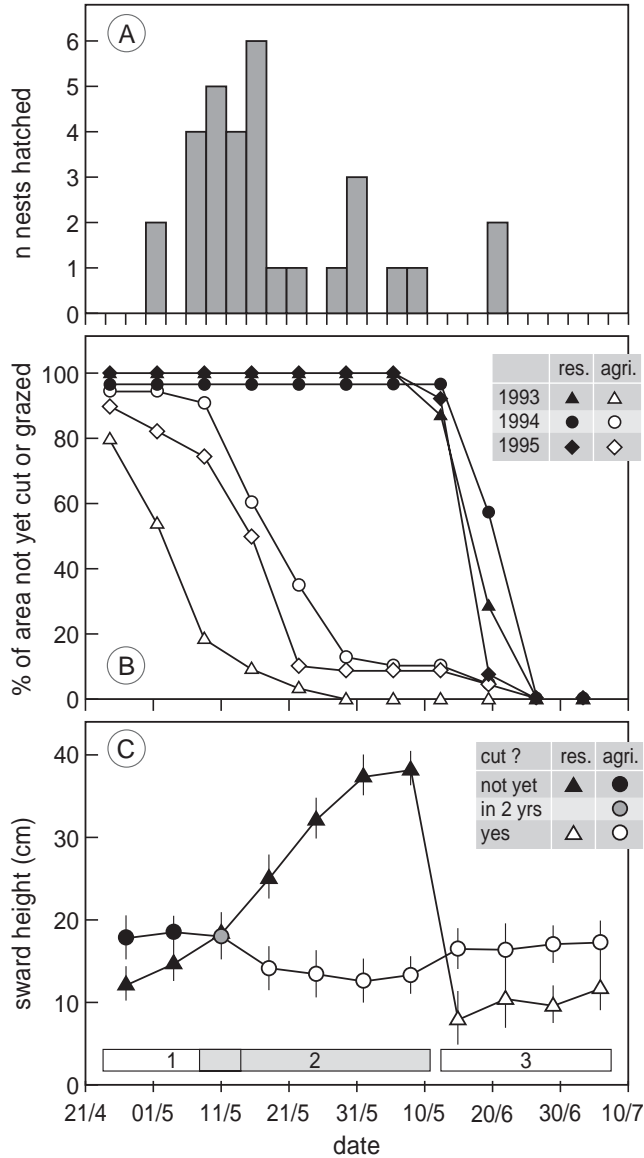 A
6
5
4
3
2
1
0
n nests hatched
B
100
80
60
40
20
0
% of area not yet cut or grazed
res. agri.
1993
1994
1995
C
40
30
20
10
0
sward height (cm)
cut ? res. agri.
not yet
in 2 yrs
yes
1 2 3
21/4 01/5 11/5 21/5 31/5 10/5 20/6 30/6 10/7
date